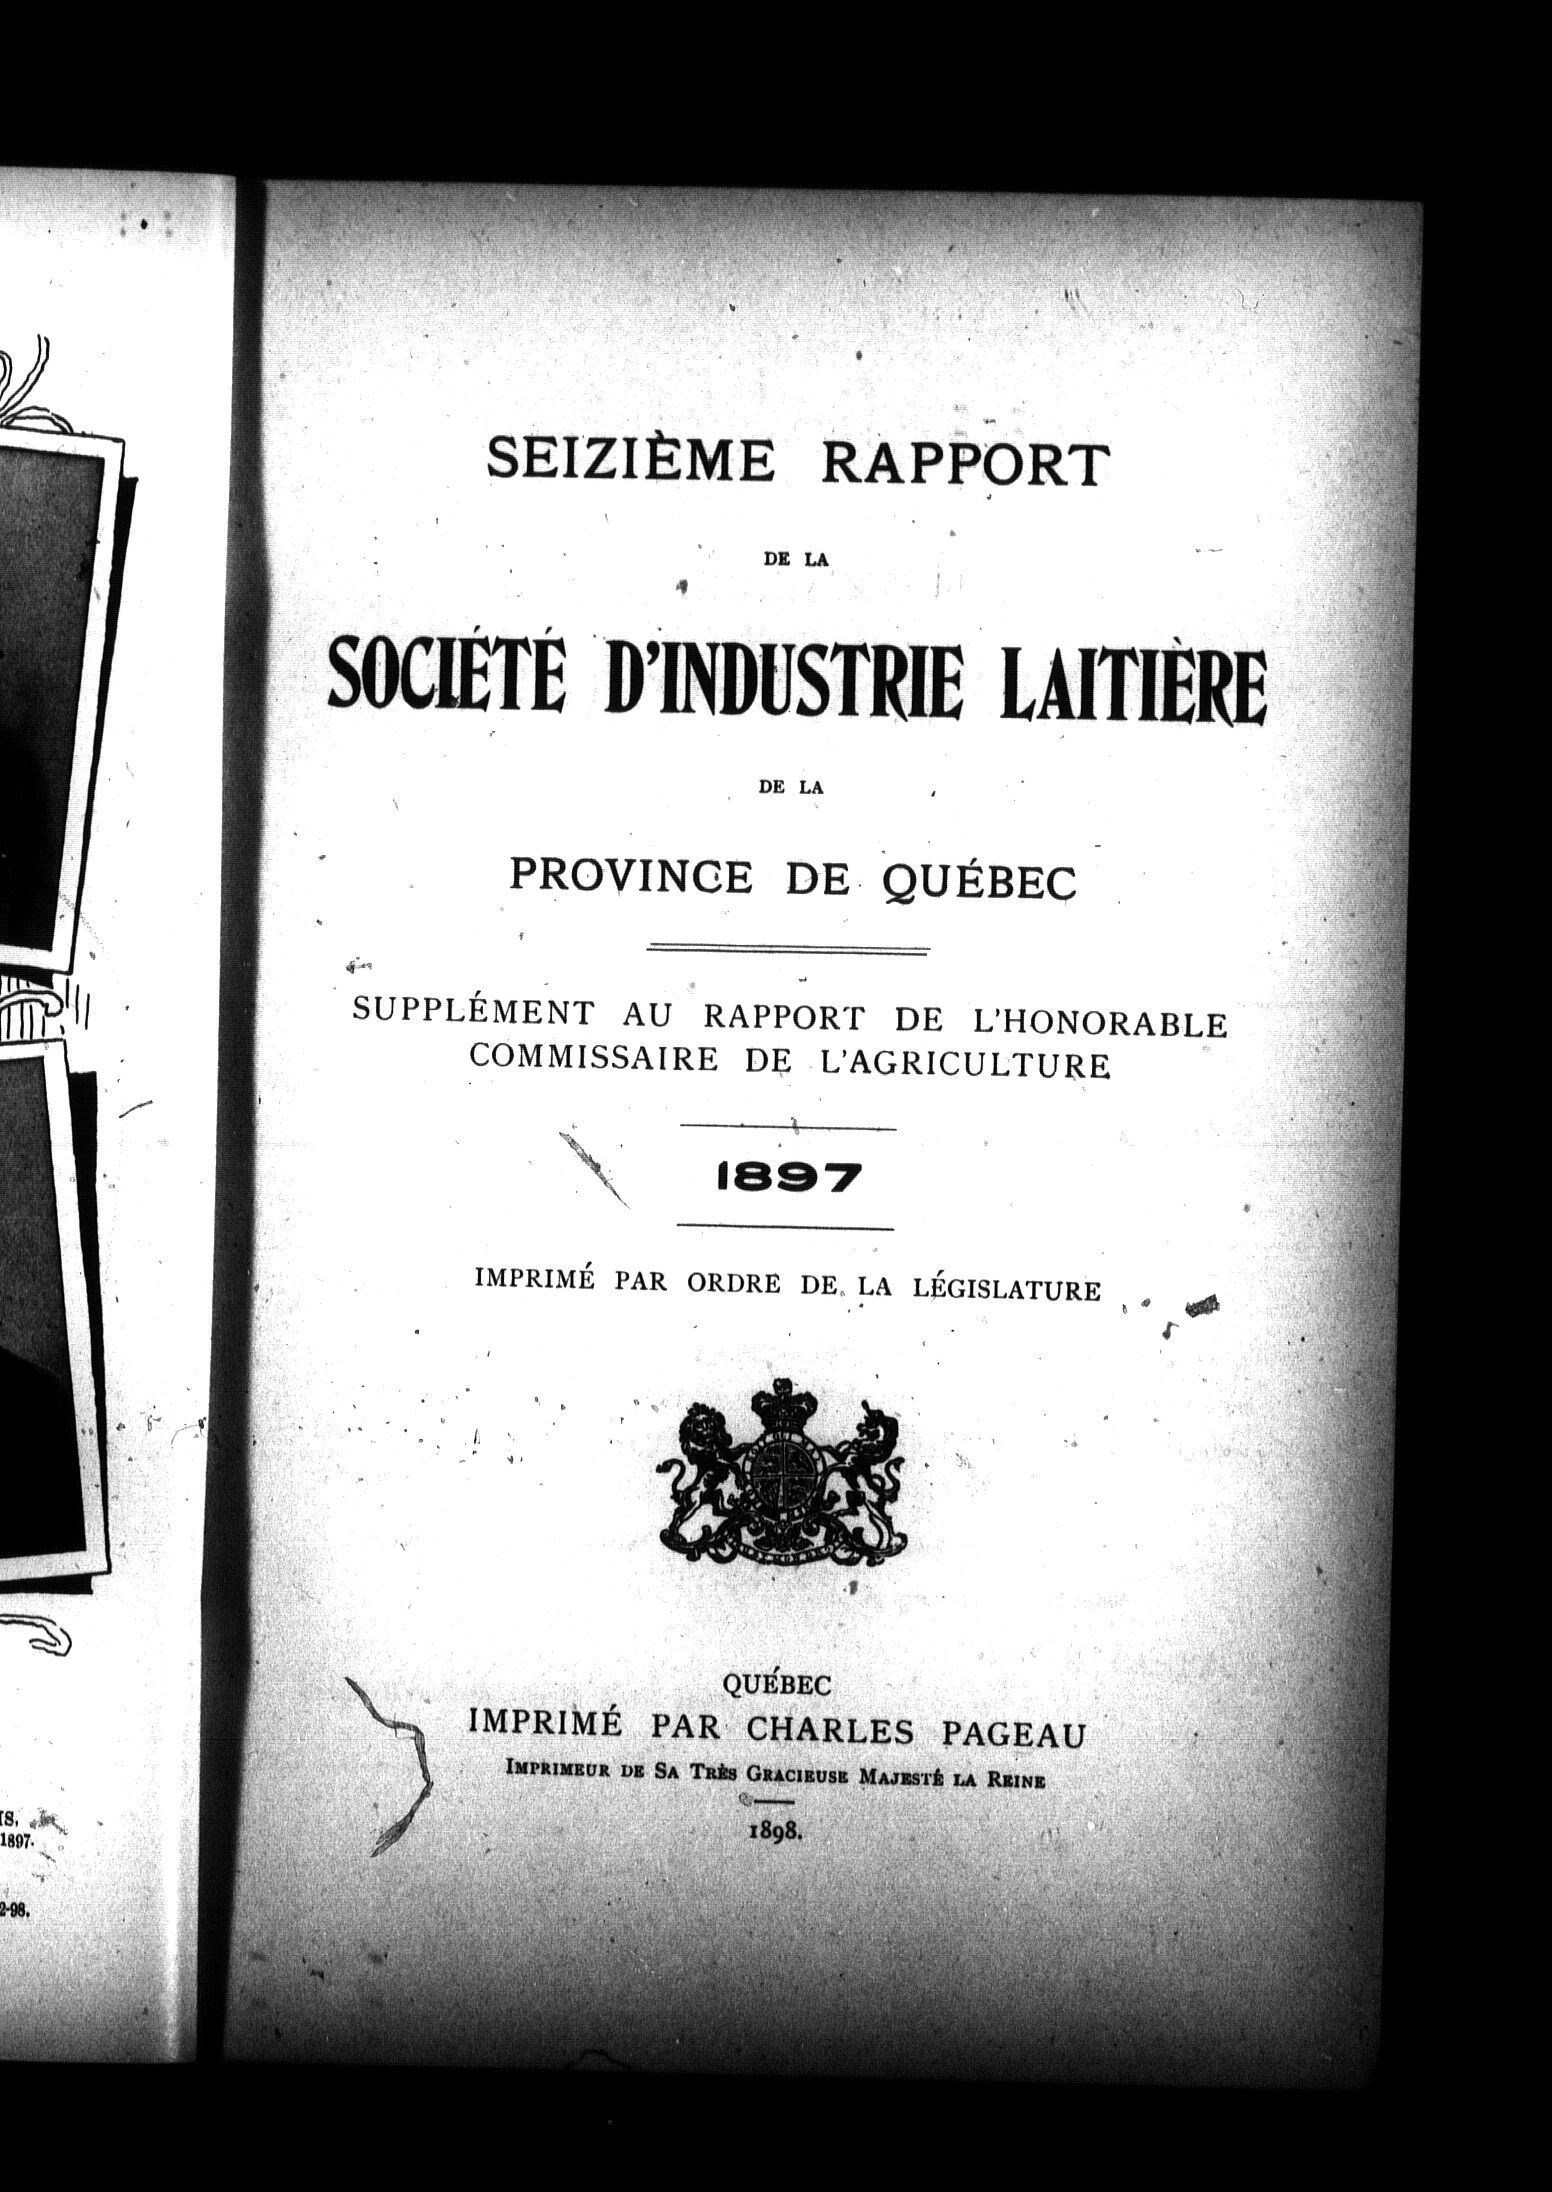 SEIZIÈME RAPPORT
DE LA
SOCIÉTÉ D'INDUSTRIE LAITIÈRE
DE LA
PROVINCE DE QUÉBEC
SUPPLÉMENT AU RAPPORT DE L'HONORABLE
COMMISSAIRE DE L'AGRICULTURE
1897
IMPRIMÉ PAR ORDRE DE LA LÉGISLATURE
QUÉBEC
IMPRIMÉ PAR CHARLES PAGEAU
IMPRIMEUR DE SA TRÈS GRACIEUSE MAJESTÉ LA REINE
1898.
1897.
2-98.